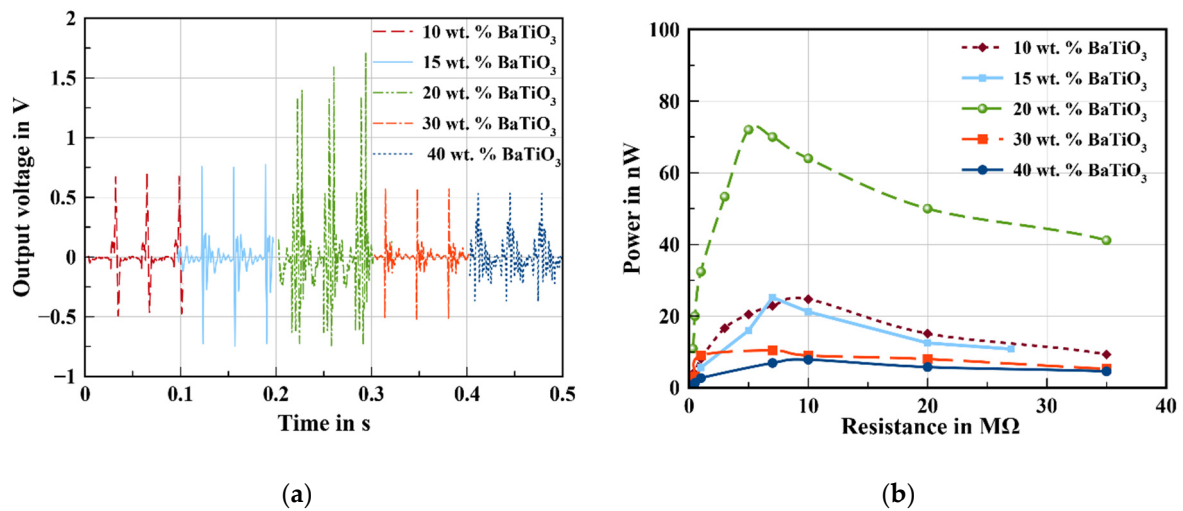 (a)
2
1.5
1
0.5
0
−0.5
−1
Output voltage in V
0
0.1
0.2
0.3
0.4
0.5
Time in s
10 wt. % BaTiO₃
15 wt. % BaTiO₃
20 wt. % BaTiO₃
30 wt. % BaTiO₃
40 wt. % BaTiO₃
(b)
100
80
60
40
20
0
Power in nW
0
10
20
30
40
Resistance in MΩ
10 wt. % BaTiO₃
15 wt. % BaTiO₃
20 wt. % BaTiO₃
30 wt. % BaTiO₃
40 wt. % BaTiO₃
(a)
(b)